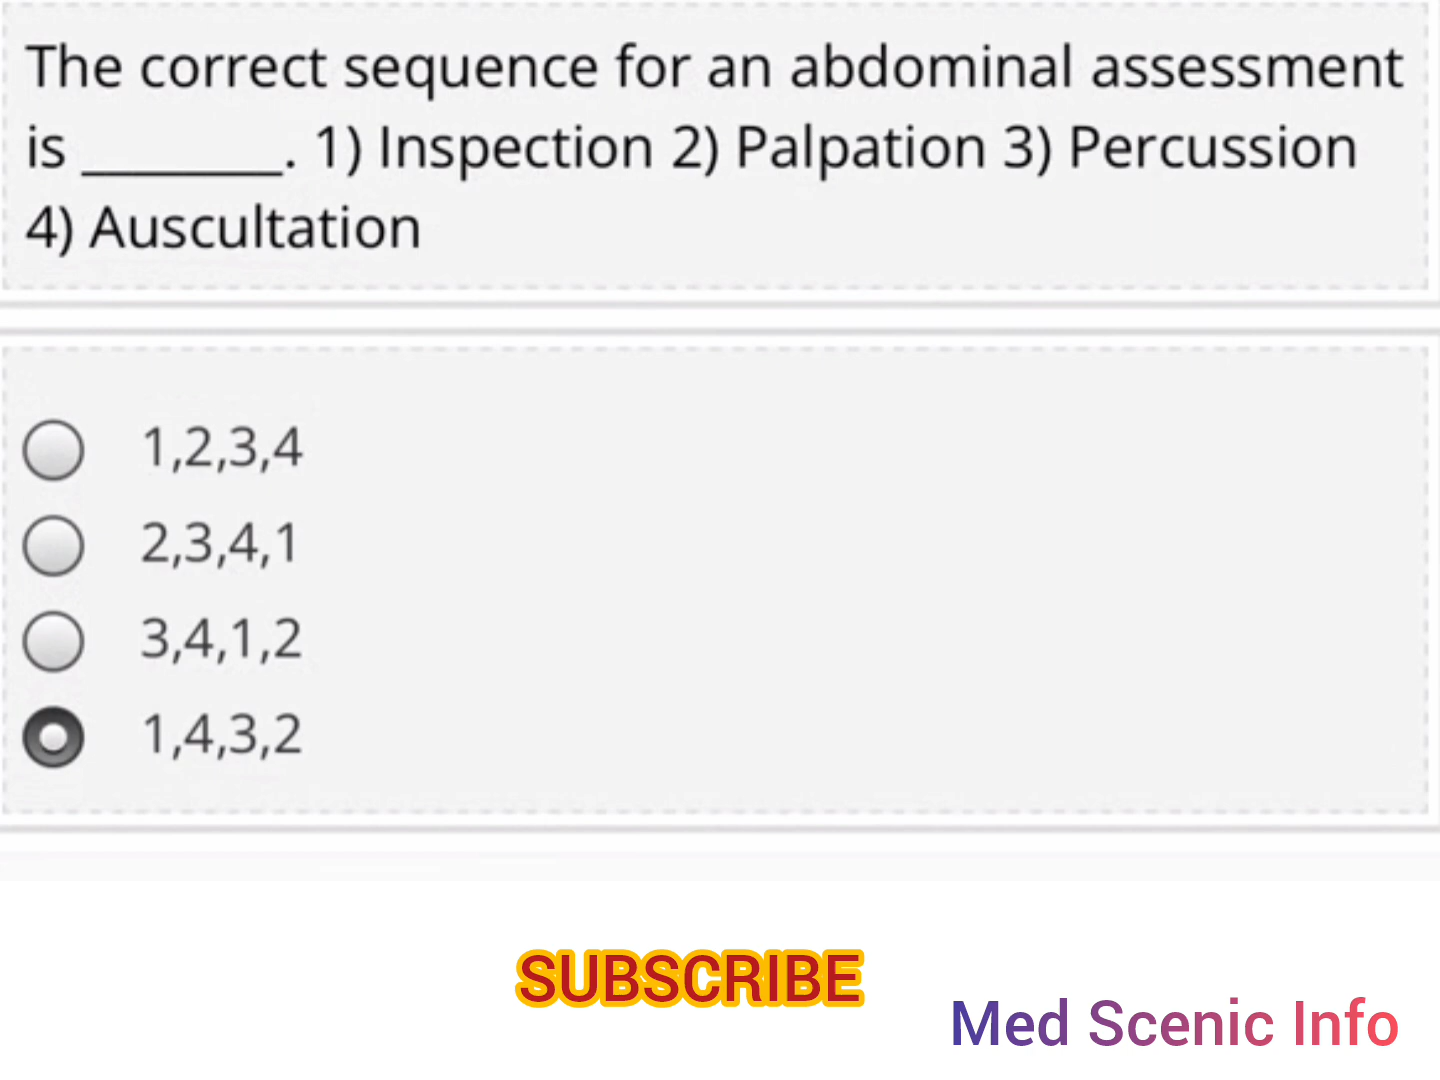 The correct sequence for an abdominal assessment
is ________. 1) Inspection 2) Palpation 3) Percussion
4) Auscultation
1,2,3,4
2,3,4,1
3,4,1,2
1,4,3,2
SUBSCRIBE
Med Scenic Info